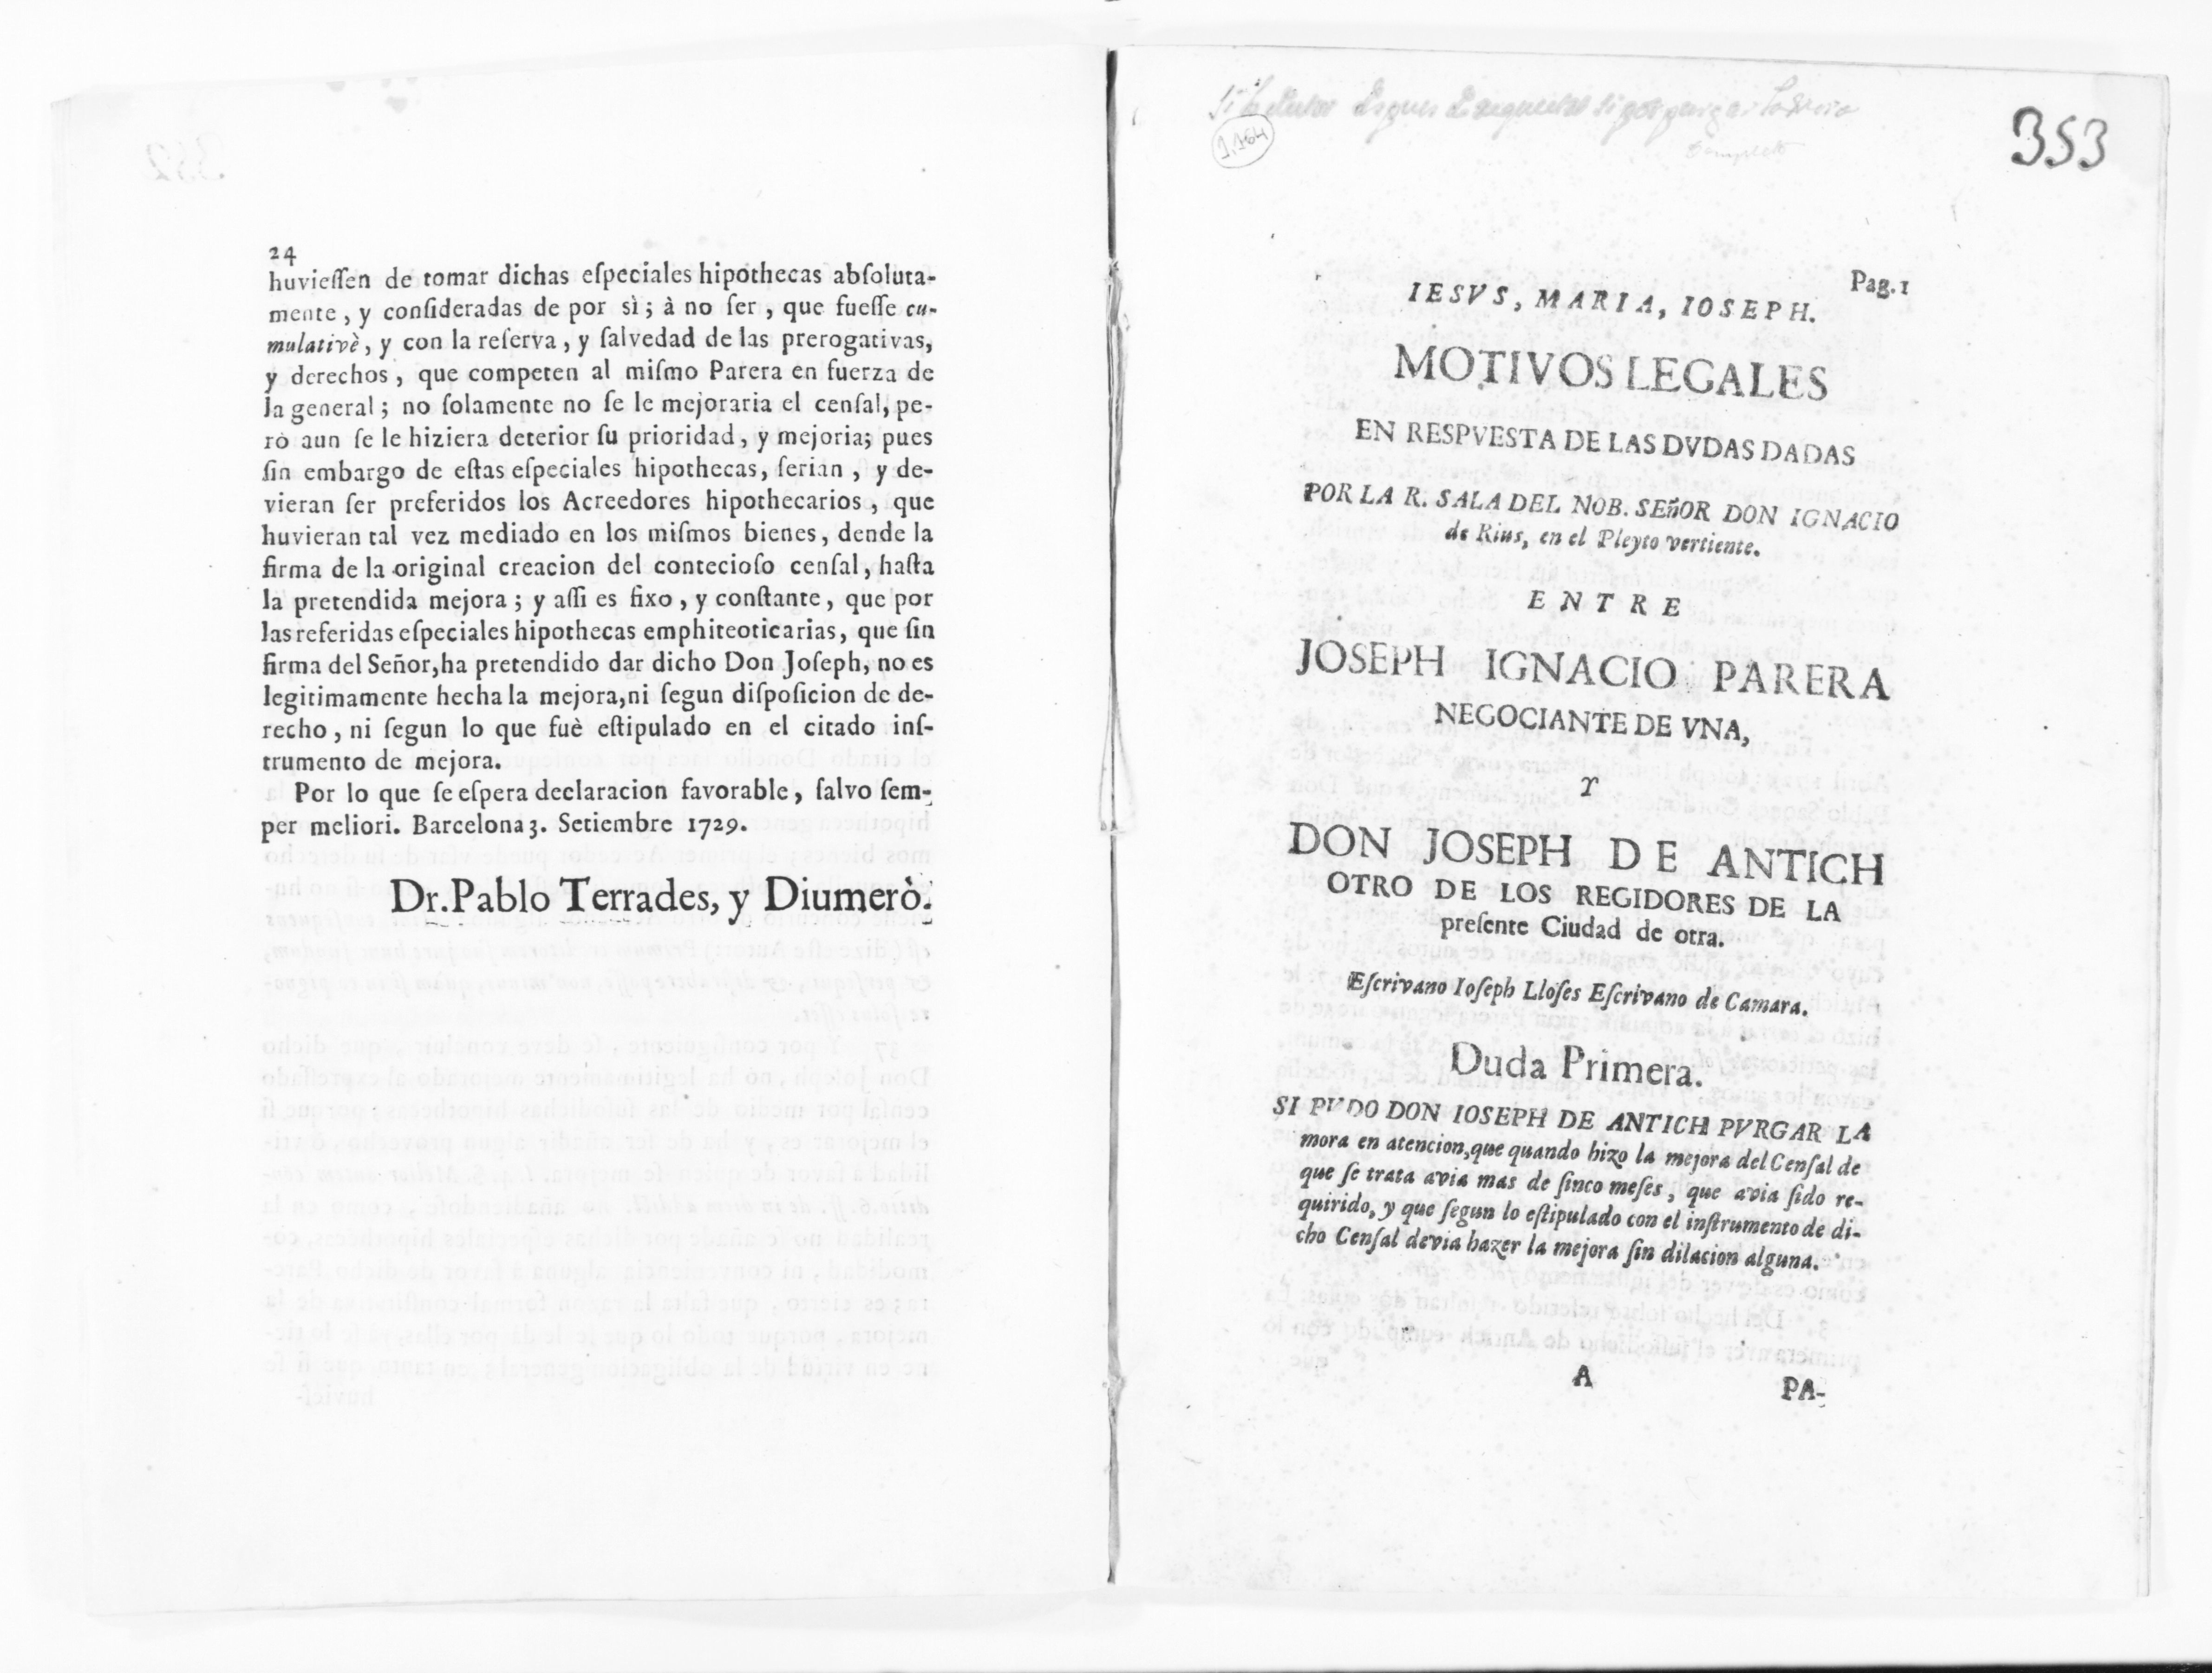 24
huvieſſen de tomar dichas eſpeciales hipothecas abſoluta-
mente, y conſideradas de por sì; à no ſer, que fueſſe cu-
mulativè, y con la reſerva, y ſalvedad de las prerogativas,
y derechos, que competen al miſmo Parera en fuerza de
la general; no ſolamente no ſe le mejoraria el cenſal, pe-
rò aun ſe le hiziera deterior ſu prioridad, y mejoria; pues
ſin embargo de eſtas eſpeciales hipothecas, ſerian, y de-
vieran ſer preferidos los Acreedores hipothecarios, que
huvieran tal vez mediado en los miſmos bienes, dende la
firma de la original creacion del contecioſo cenſal, haſta
la pretendida mejora; y aſſi es fixo, y conſtante, que por
las referidas eſpeciales hipothecas emphiteoticarias, que ſin
firma del Señor, ha pretendido dar dicho Don Joſeph, no es
legitimamente hecha la mejora, ni ſegun diſpoſicion de de-
recho, ni ſegun lo que fuè eſtipulado en el citado inſ-
trumento de mejora.
Por lo que ſe eſpera declaracion favorable, ſalvo ſem-
per meliori. Barcelona 3. Setiembre 1729.
Dr. Pablo Terrades, y Diumerò.
1.164
353
Pag. 1
IESVS, MARIA, IOSEPH.
MOTIVOS LEGALES
EN RESPVESTA DE LAS DVDAS DADAS
POR LA R. SALA DEL NOB. SEñOR DON IGNACIO
de Rius, en el Pleyto vertiente.
ENTRE
JOSEPH IGNACIO PARERA
NEGOCIANTE DE VNA,
Y
DON JOSEPH DE ANTICH
OTRO DE LOS REGIDORES DE LA
preſente Ciudad de otra.
Eſcrivano Ioſeph Lloſes Eſcrivano de Camara.
Duda Primera.
SI PVDO DON IOSEPH DE ANTICH PVRGAR LA
mora en atencion, que quando hizo la mejora del Cenſal de
que ſe trata avia mas de ſinco meſes, que avia ſido re-
quirido, y que ſegun lo eſtipulado con el inſtrumento de di-
cho Cenſal devia hazer la mejora ſin dilacion alguna.
A
PA-